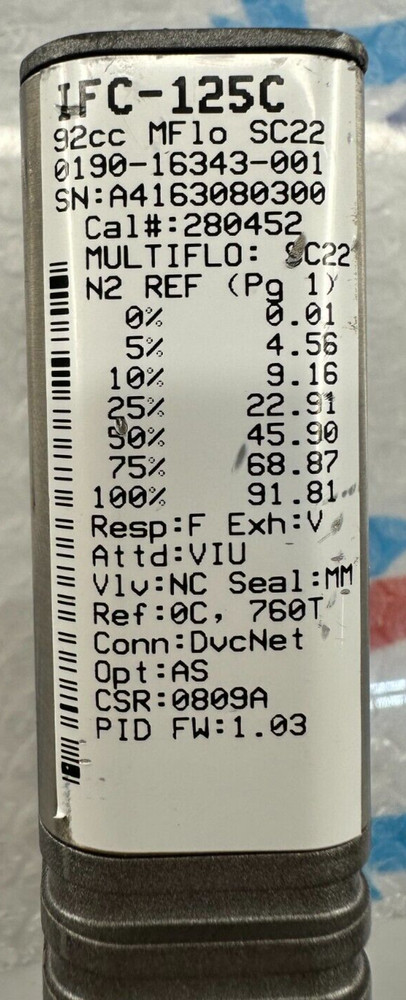 IFC-125C
92cc MFlo SC22
0190-16343-001
SN:A4163080300
Cal#:280452
MULTIFLO: SC22
N2 REF (Pg 1)
0% 0.01
5% 4.56
10% 9.16
25% 22.91
50% 45.90
75% 68.87
100% 91.81
Resp:F Exh:V
Attd:VIU
Vlv:NC Seal:MM
Ref:0C, 760T
Conn:DvcNet
Opt:AS
CSR:0809A
PID FW:1.03